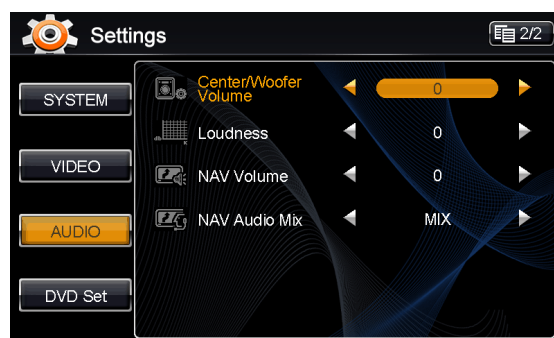 Settings
2/2
SYSTEM
VIDEO
AUDIO
DVD Set
Center/Woofer
Volume
0
Loudness
0
NAV Volume
0
NAV Audio Mix
MIX